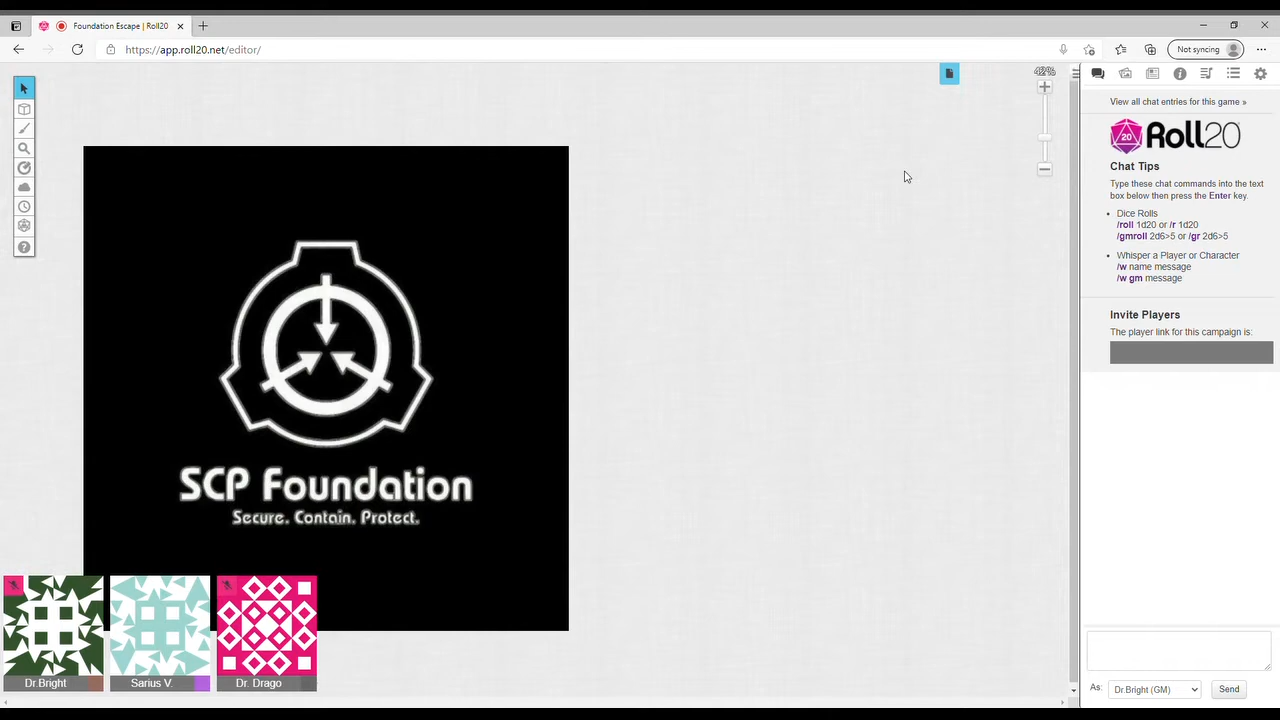 Foundation Escape | Roll20
https://app.roll20.net/editor/
Not syncing
42%
View all chat entries for this game »
20 Roll20
Chat Tips
Type these chat commands into the text
box below then press the Enter key.
• Dice Rolls
/roll 1d20 or /r 1d20
/gmroll 2d6>5 or /gr 2d6>5
• Whisper a Player or Character
/w name message
/w gm message
Invite Players
The player link for this campaign is:
SCP Foundation
Secure. Contain. Protect.
Dr.Bright
Sarius V.
Dr. Drago
As:
Dr.Bright (GM)
Send